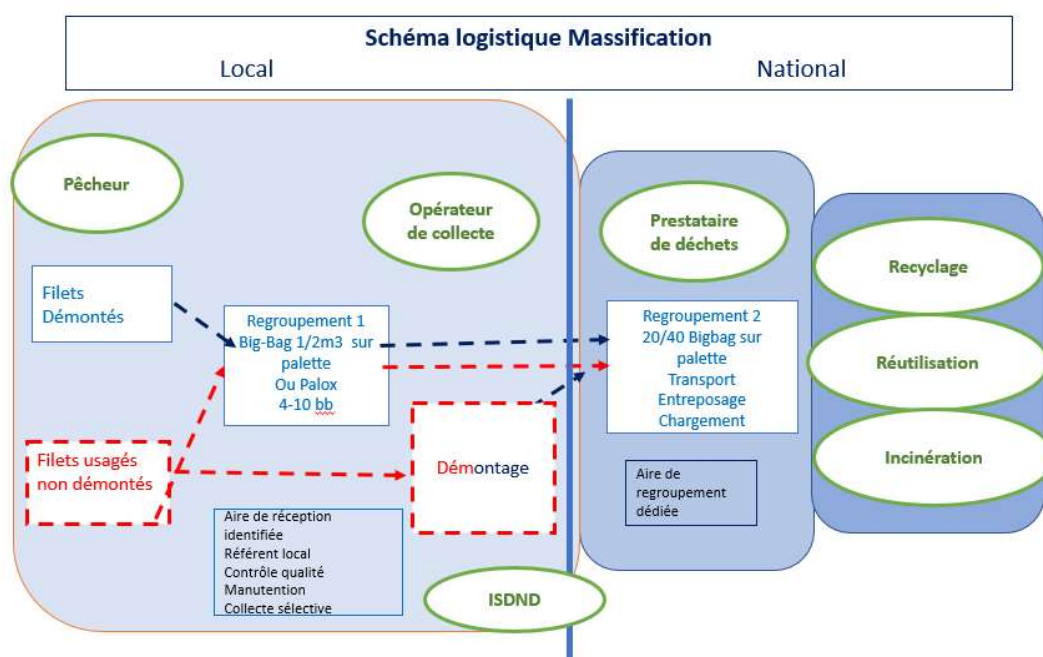 Schéma logistique Massification
Local
National
Pêcheur
Opérateur
de collecte
Prestataire
de déchets
Recyclage
Réutilisation
Incinération
Filets
Démontés
Regroupement 1
Big-Bag 1/2m3 sur
palette
Ou Palox
4-10 bb
Regroupement 2
20/40 Bigbag sur
palette
Transport
Entreposage
Chargement
Filets usagés
non démontés
Démontage
Aire de
regroupement
dédiée
Aire de réception
identifiée
Référent local
Contrôle qualité
Manutention
Collecte sélective
ISDND